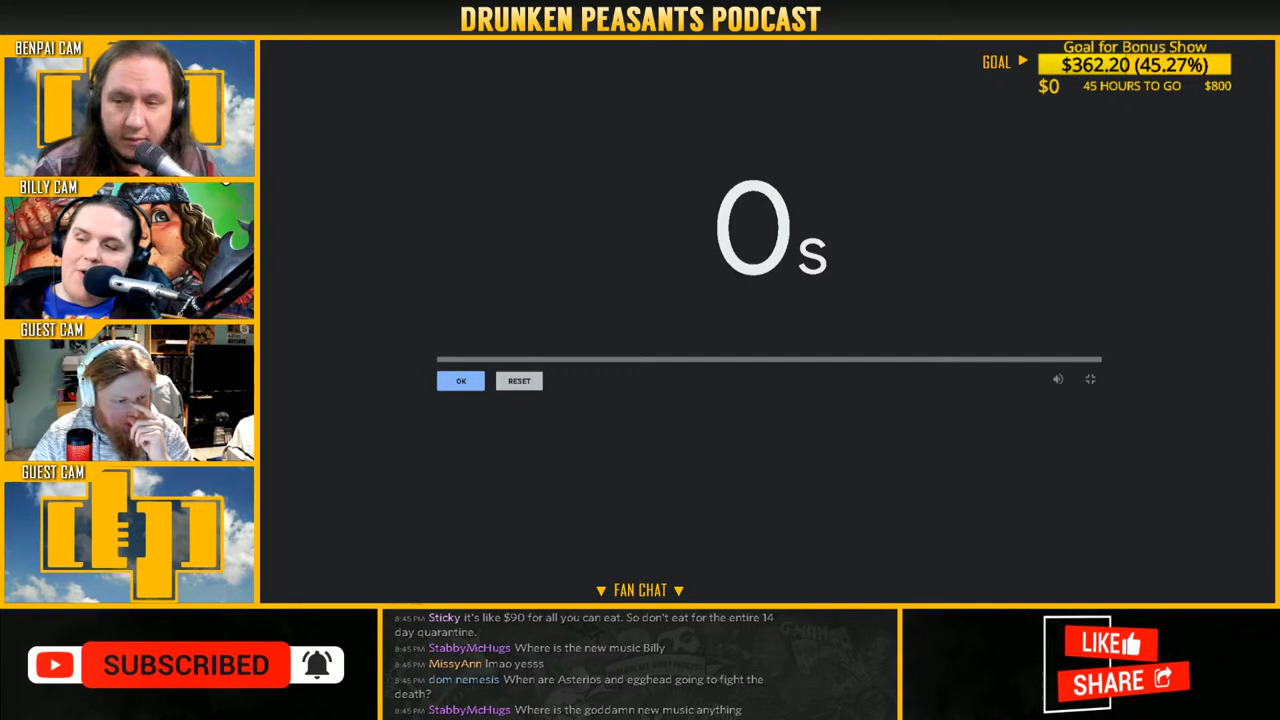 DRUNKEN PEASANTS PODCAST
BENPAI CAM
BILLY CAM
GUEST CAM
GUEST CAM
GOAL
Goal for Bonus Show
$362.20 (45.27%)
$0 45 HOURS TO GO $800
0s
OK RESET
FAN CHAT
8:45 PM Sticky it's like $90 for all you can eat. So don't eat for the entire 14
day quarantine.
8:45 PM StabbyMcHugs Where is the new music Billy
8:45 PM MissyAnn lmao yesss
8:45 PM dom nemesis When are Asterios and egghead going to fight the
death?
8:45 PM StabbyMcHugs Where is the goddamn new music anything
SUBSCRIBED
LIKE
SHARE